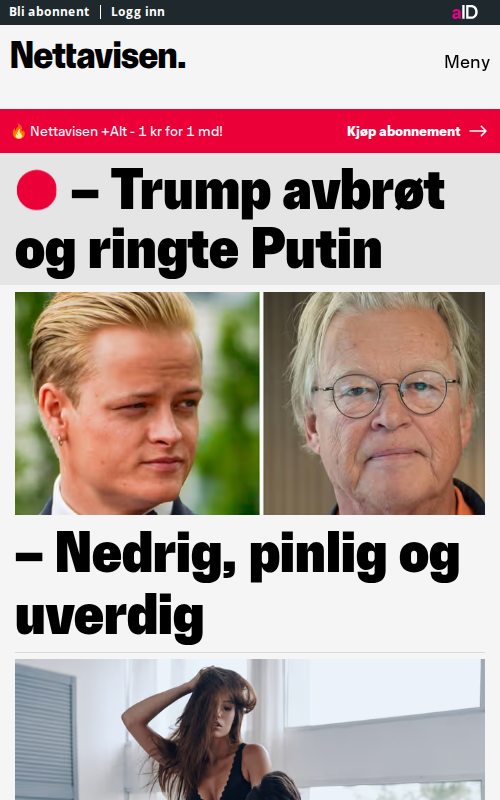 Bli abonnent | Logg inn
aID
Nettavisen.
Meny
🔥 Nettavisen +Alt - 1 kr for 1 md!
Kjøp abonnement →
– Trump avbrøt
og ringte Putin
– Nedrig, pinlig og
uverdig